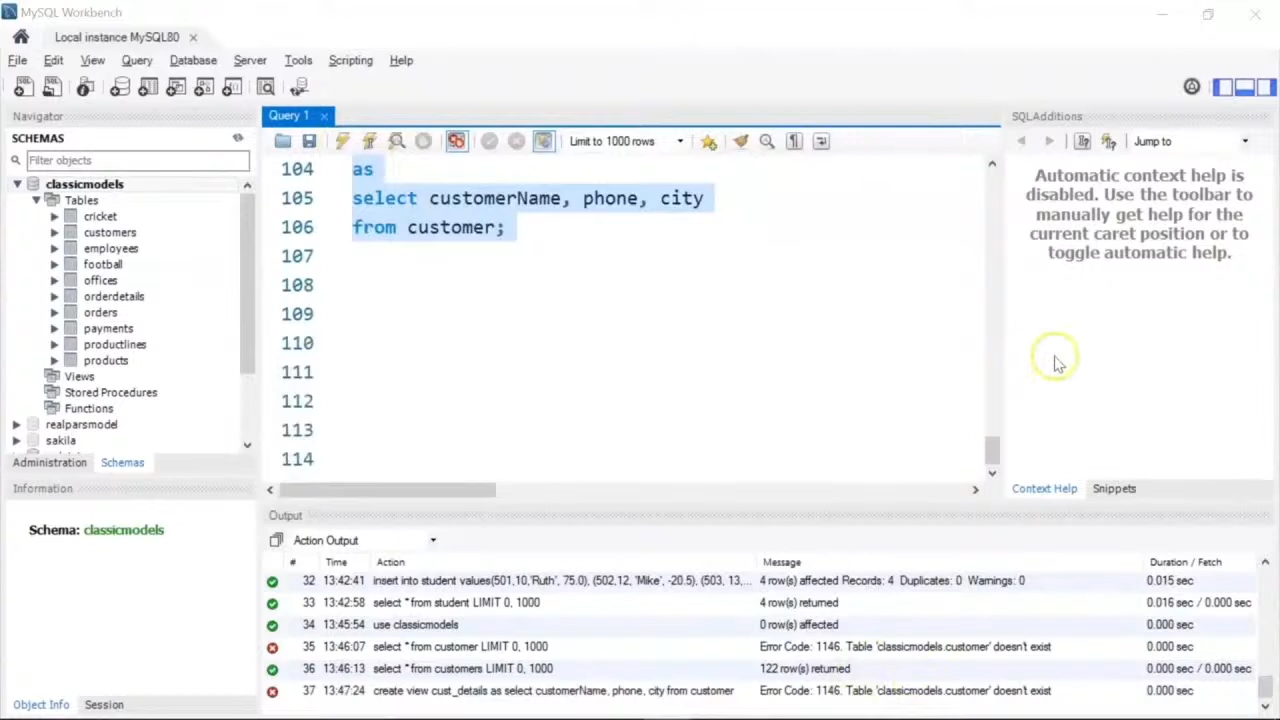 MySQL Workbench
Local instance MySQL80
File Edit View Query Database Server Tools Scripting Help
Navigator
SCHEMAS
Filter objects
classicmodels
Tables
cricket
customers
employees
football
offices
orderdetails
orders
payments
productlines
products
Views
Stored Procedures
Functions
realparsmodel
sakila
Administration Schemas
Information
Schema: classicmodels
Object Info Session
Query 1
Limit to 1000 rows
104 as
105 select customerName, phone, city
106 from customer;
107
108
109
110
111
112
113
114
SQLAdditions
Jump to
Automatic context help is
disabled. Use the toolbar to
manually get help for the
current caret position or to
toggle automatic help.
Context Help Snippets
Output
Action Output
# Time Action Message Duration / Fetch
32 13:42:41 insert into student values(501,10,'Ruth', 75.0), (502,12, 'Mike', -20.5), (503, 13,... 4 row(s) affected Records: 4 Duplicates: 0 Warnings: 0 0.015 sec
33 13:42:58 select * from student LIMIT 0, 1000 4 row(s) returned 0.016 sec / 0.000 sec
34 13:45:54 use classicmodels 0 row(s) affected 0.000 sec
35 13:46:07 select * from customer LIMIT 0, 1000 Error Code: 1146. Table 'classicmodels.customer' doesn't exist 0.000 sec
36 13:46:13 select * from customers LIMIT 0, 1000 122 row(s) returned 0.000 sec / 0.000 sec
37 13:47:24 create view cust_details as select customerName, phone, city from customer Error Code: 1146. Table 'classicmodels.customer' doesn't exist 0.000 sec